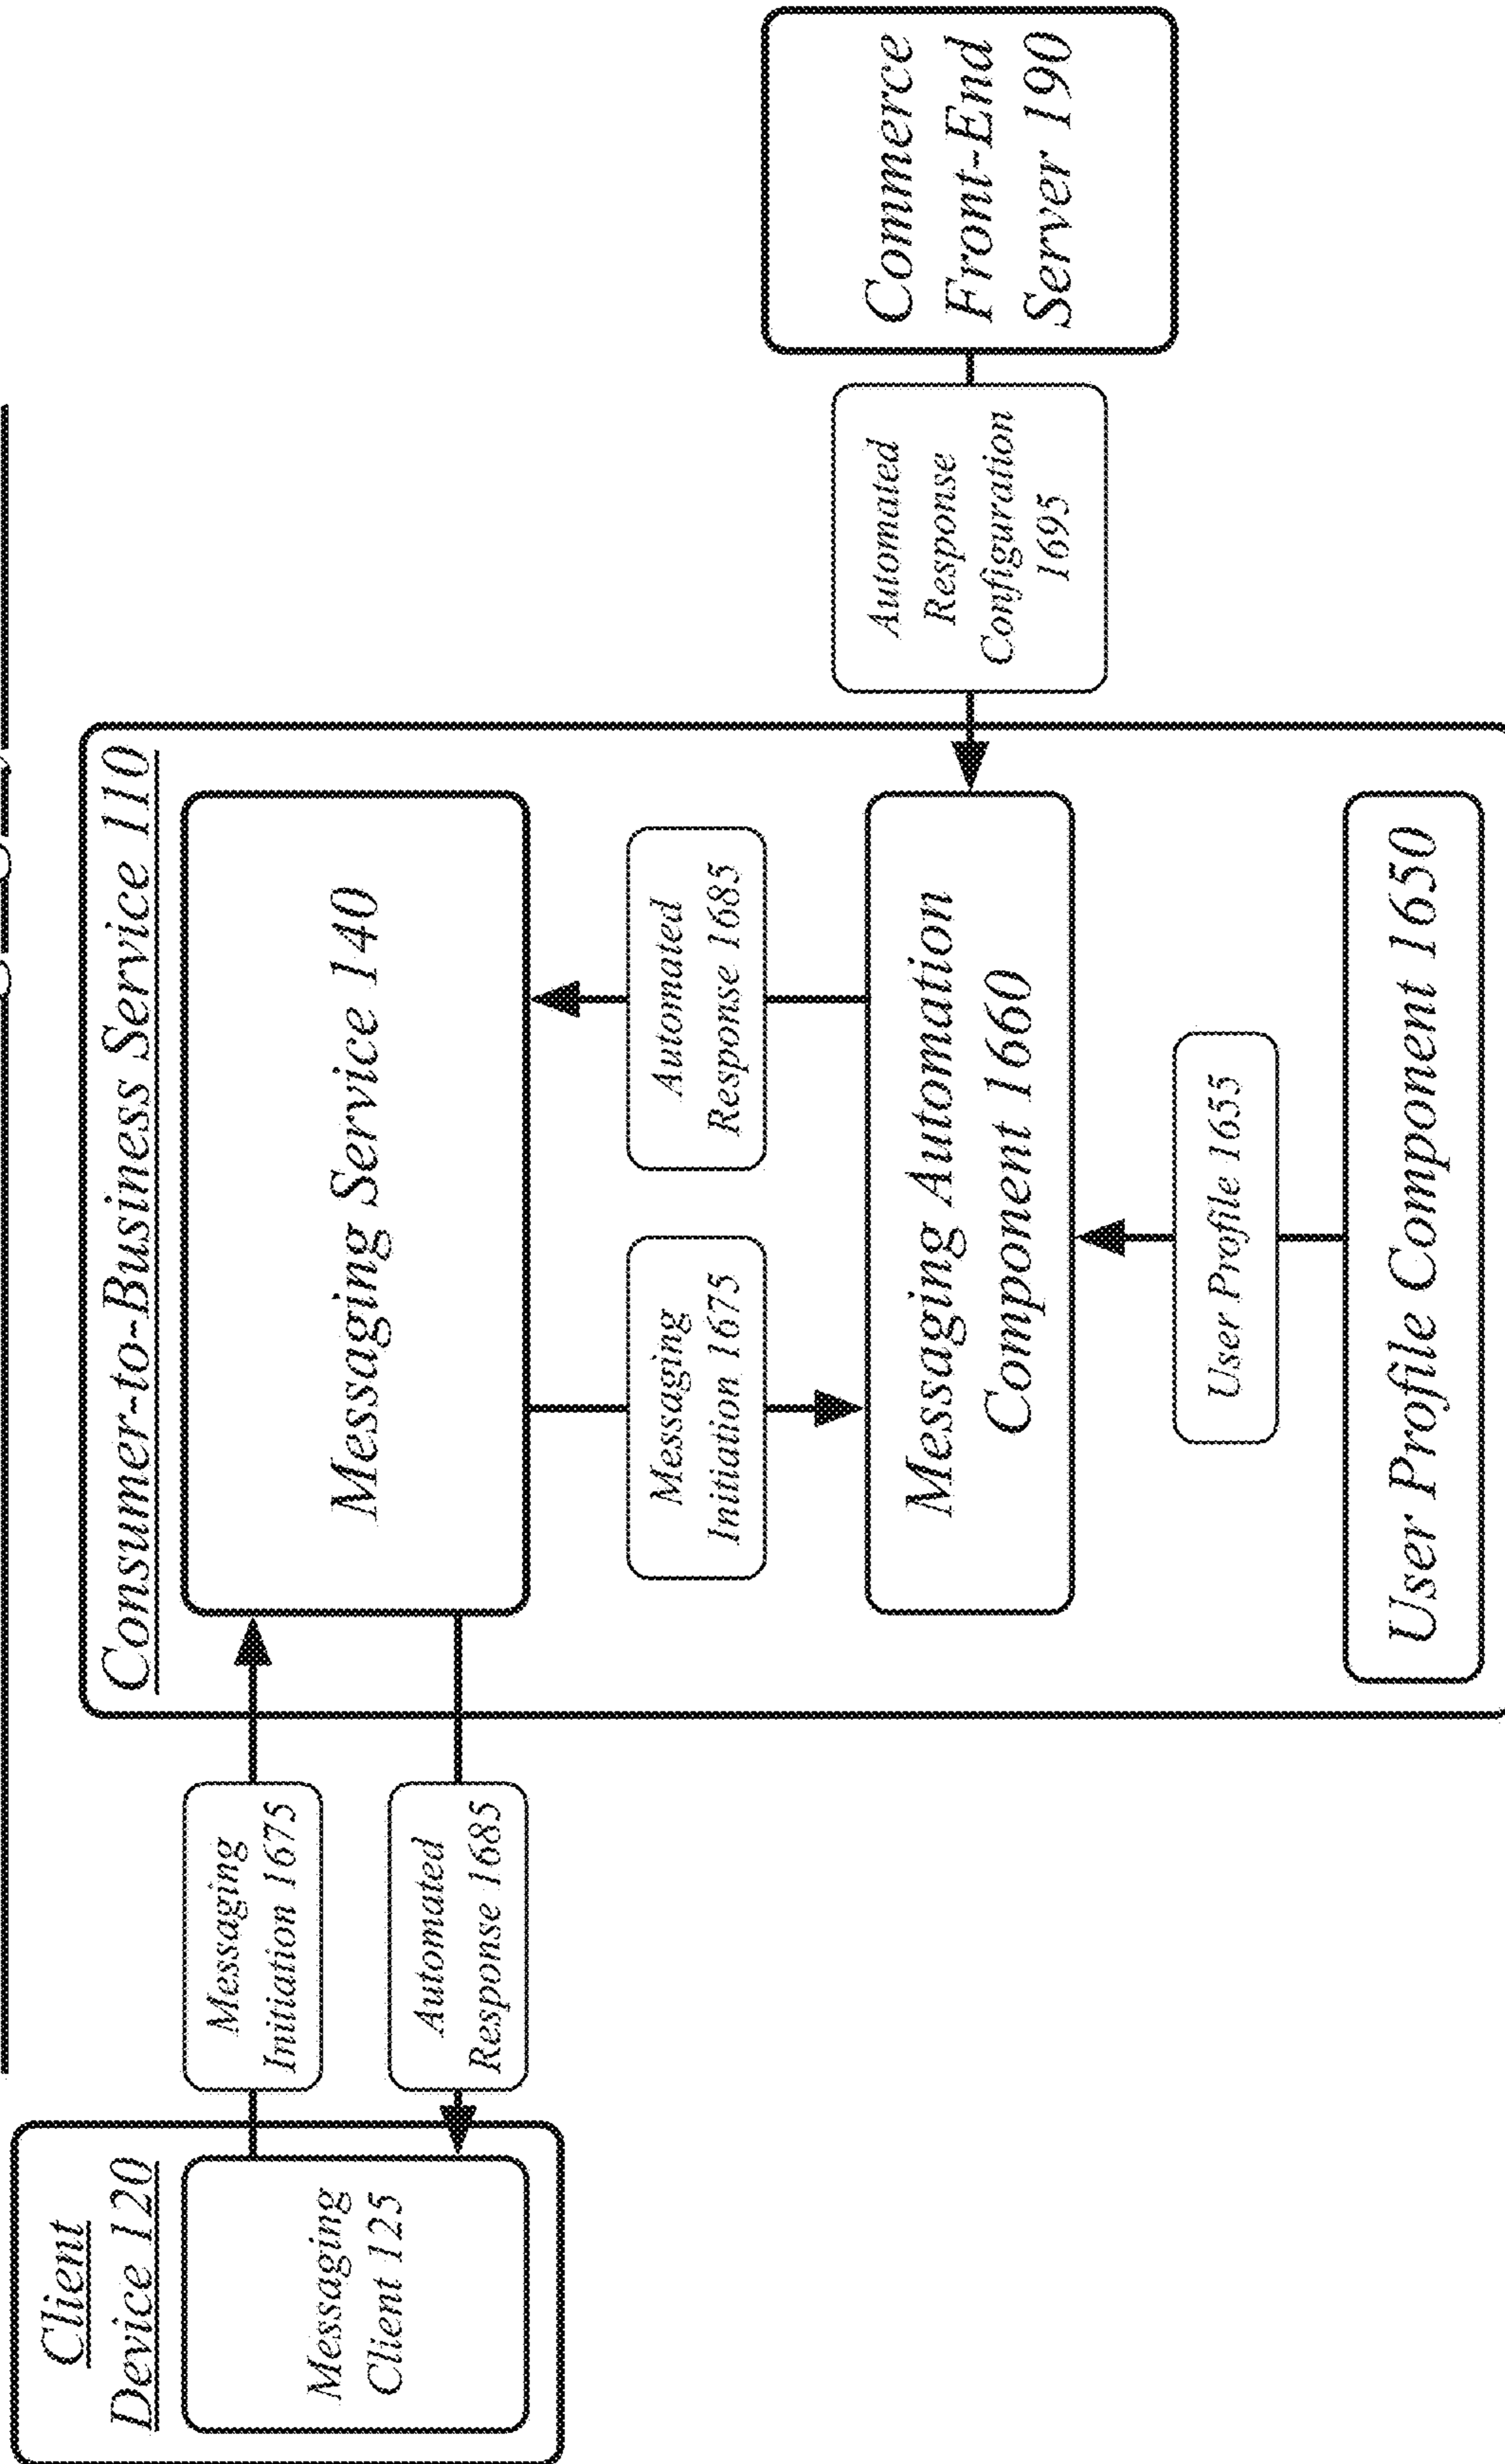 Client
Device 120
Messaging
Client 125
Messaging
Initiation 1675
Automated
Response 1685
Consumer-to-Business Service 110
Messaging Service 140
Messaging
Initiation 1675
Automated
Response 1685
Messaging Automation
Component 1660
User Profile 1655
User Profile Component 1650
Automated
Response
Configuration
1695
Commerce
Front-End
Server 190